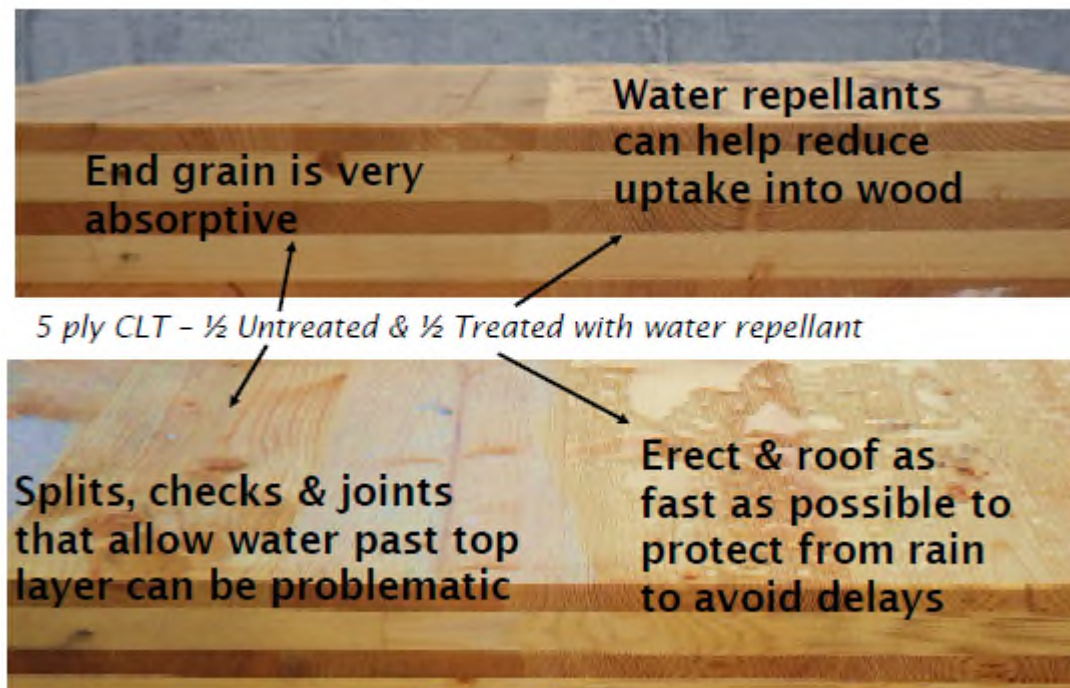 Water repellants
can help reduce
uptake into wood
End grain is very
absorptive
5 ply CLT – ½ Untreated & ½ Treated with water repellant
Splits, checks & joints
that allow water past top
layer can be problematic
Erect & roof as
fast as possible to
protect from rain
to avoid delays